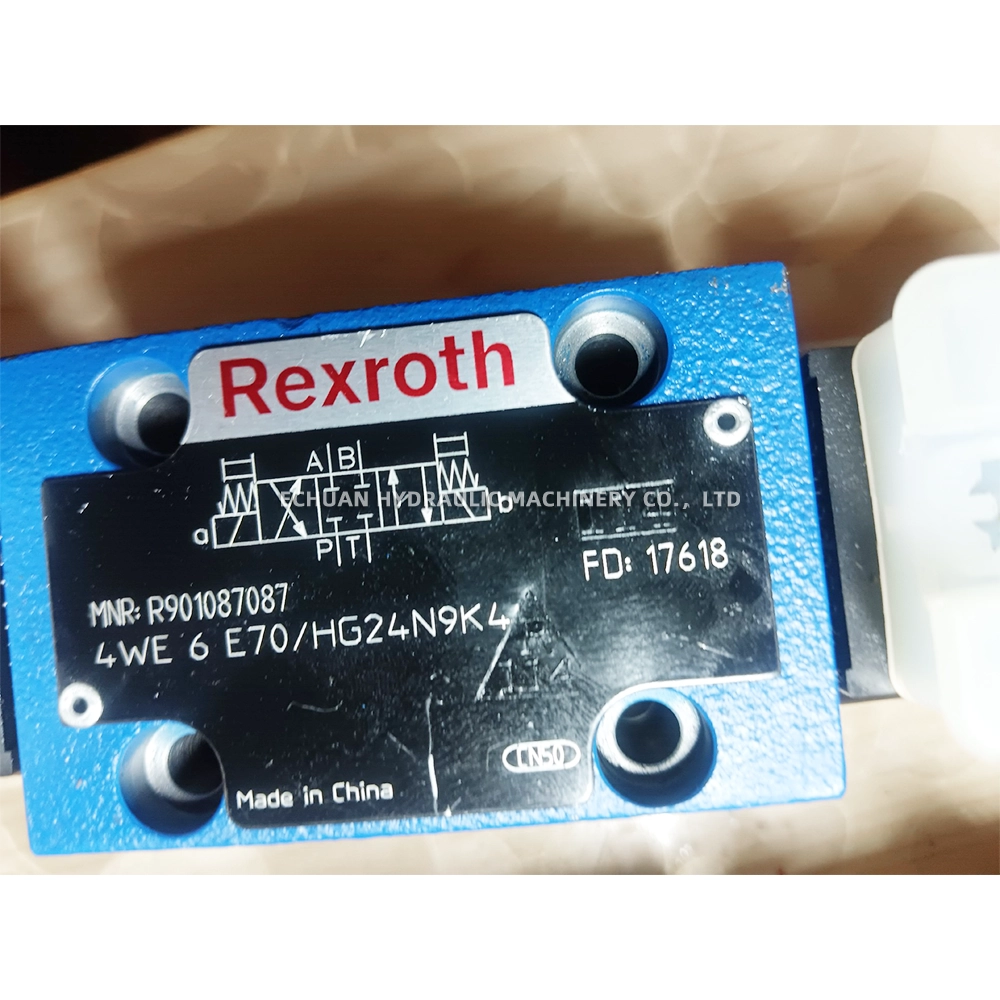 Rexroth
A B
a
b
P T
ECHUAN HYDRAULIC MACHINERY CO., LTD
FD: 17618
MNR: R901087087
4WE 6 E70/HG24N9K4
CN50
Made in China